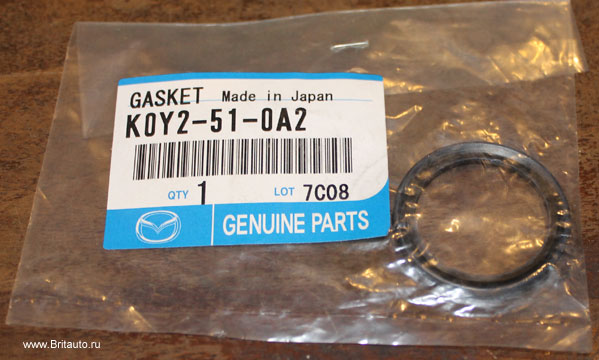 GASKET Made in Japan
K0Y2-51-0A2
QTY 1 LOT 7C08
GENUINE PARTS
www.Britauto.ru